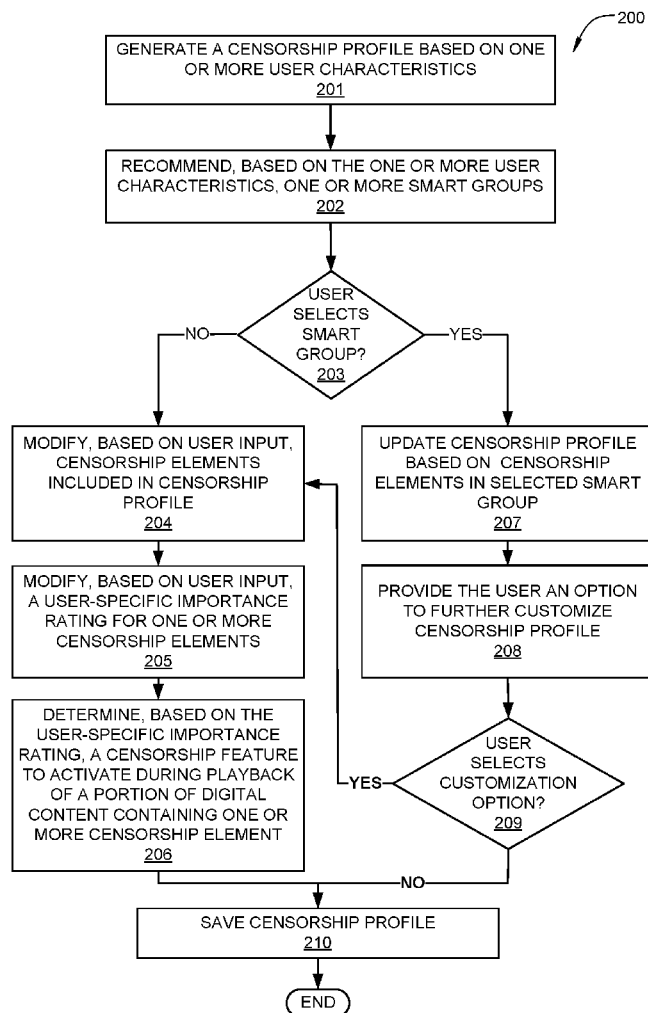 200
GENERATE A CENSORSHIP PROFILE BASED ON ONE
OR MORE USER CHARACTERISTICS
201
RECOMMEND, BASED ON THE ONE OR MORE USER
CHARACTERISTICS, ONE OR MORE SMART GROUPS
202
USER
SELECTS
SMART
GROUP?
203
NO
YES
MODIFY, BASED ON USER INPUT,
CENSORSHIP ELEMENTS
INCLUDED IN CENSORSHIP
PROFILE
204
UPDATE CENSORSHIP PROFILE
BASED ON CENSORSHIP
ELEMENTS IN SELECTED SMART
GROUP
207
MODIFY, BASED ON USER INPUT,
A USER-SPECIFIC IMPORTANCE
RATING FOR ONE OR MORE
CENSORSHIP ELEMENTS
205
PROVIDE THE USER AN OPTION
TO FURTHER CUSTOMIZE
CENSORSHIP PROFILE
208
DETERMINE, BASED ON THE
USER-SPECIFIC IMPORTANCE
RATING, A CENSORSHIP FEATURE
TO ACTIVATE DURING PLAYBACK
OF A PORTION OF DIGITAL
CONTENT CONTAINING ONE OR
MORE CENSORSHIP ELEMENT
206
YES
USER
SELECTS
CUSTOMIZATION
OPTION?
209
NO
SAVE CENSORSHIP PROFILE
210
END